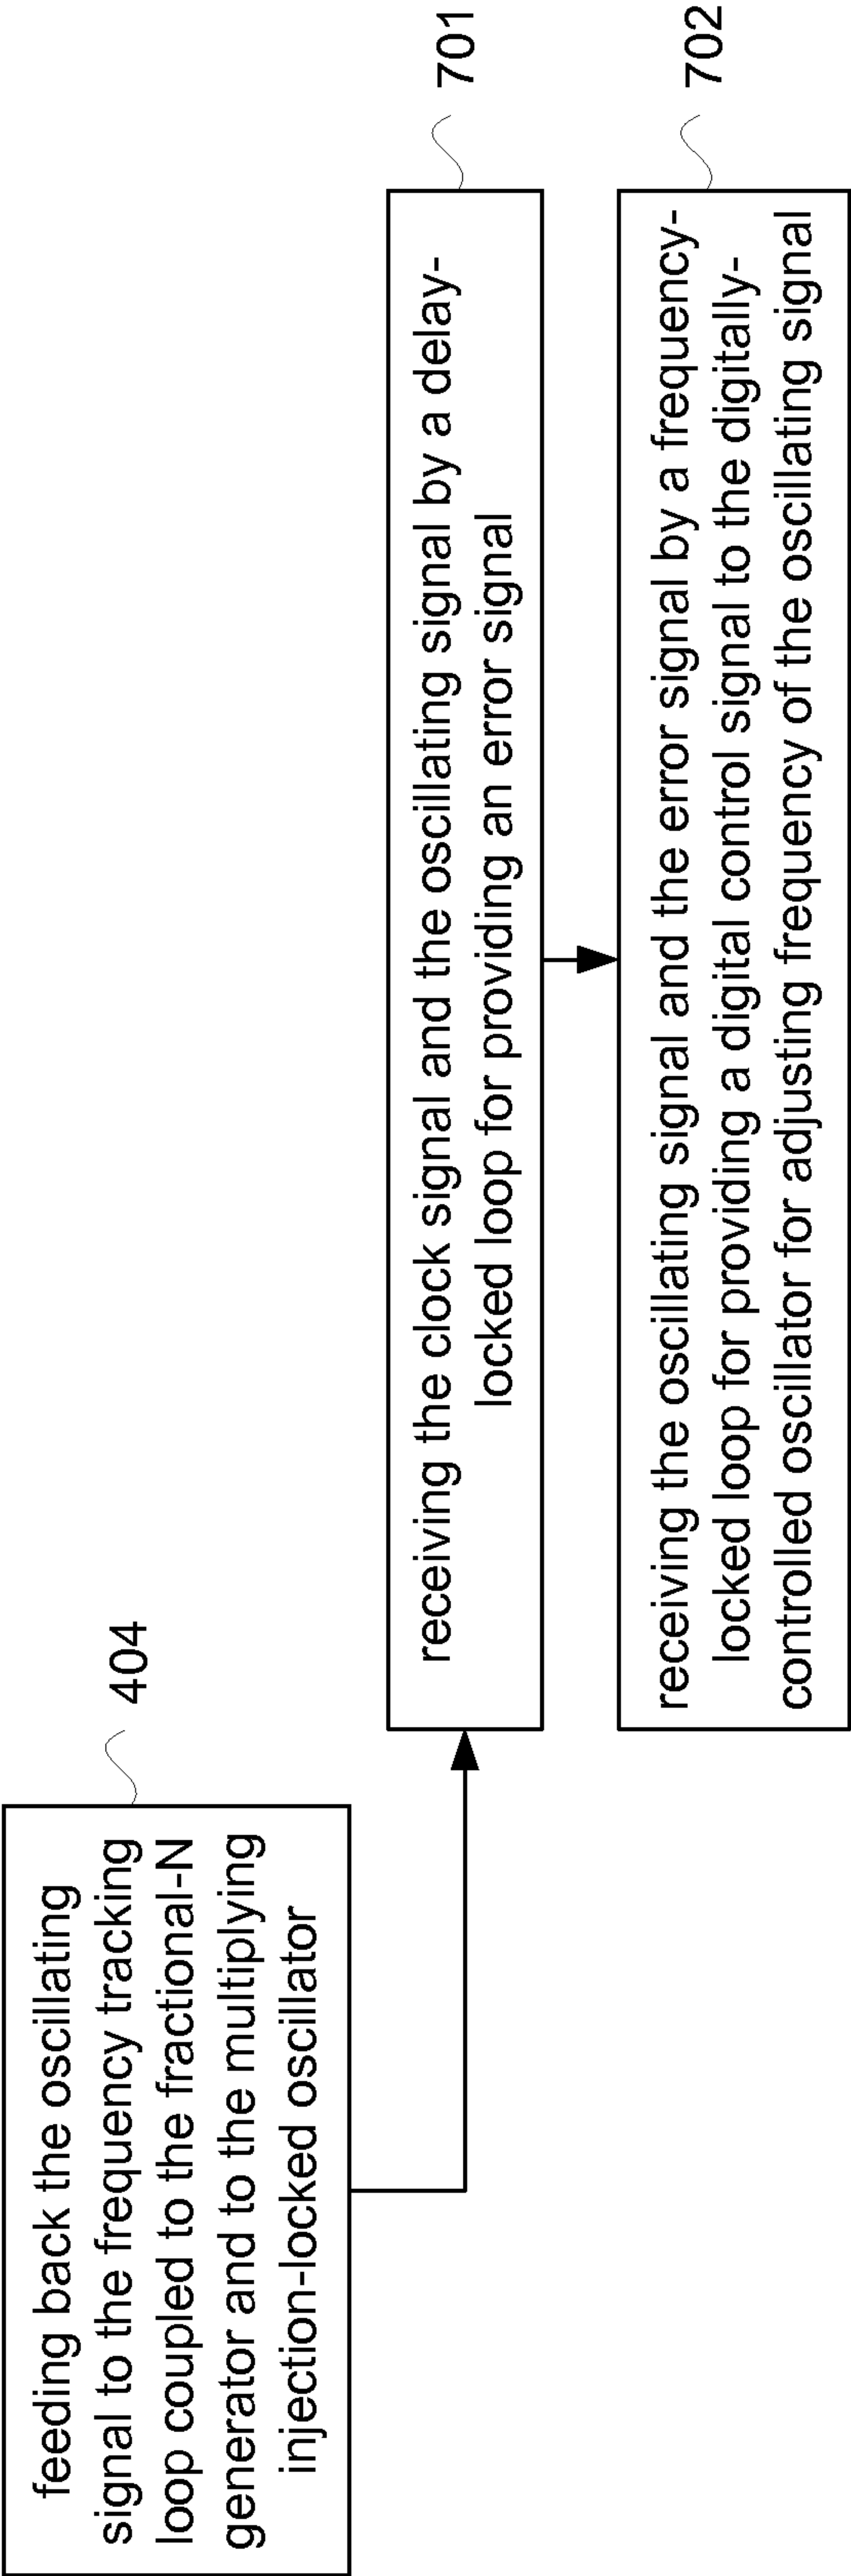 feeding back the oscillating
signal to the frequency tracking
loop coupled to the fractional-N
generator and to the multiplying
injection-locked oscillator
404
receiving the clock signal and the oscillating signal by a delay-
locked loop for providing an error signal
701
receiving the oscillating signal and the error signal by a frequency-
locked loop for providing a digital control signal to the digitally-
controlled oscillator for adjusting frequency of the oscillating signal
702